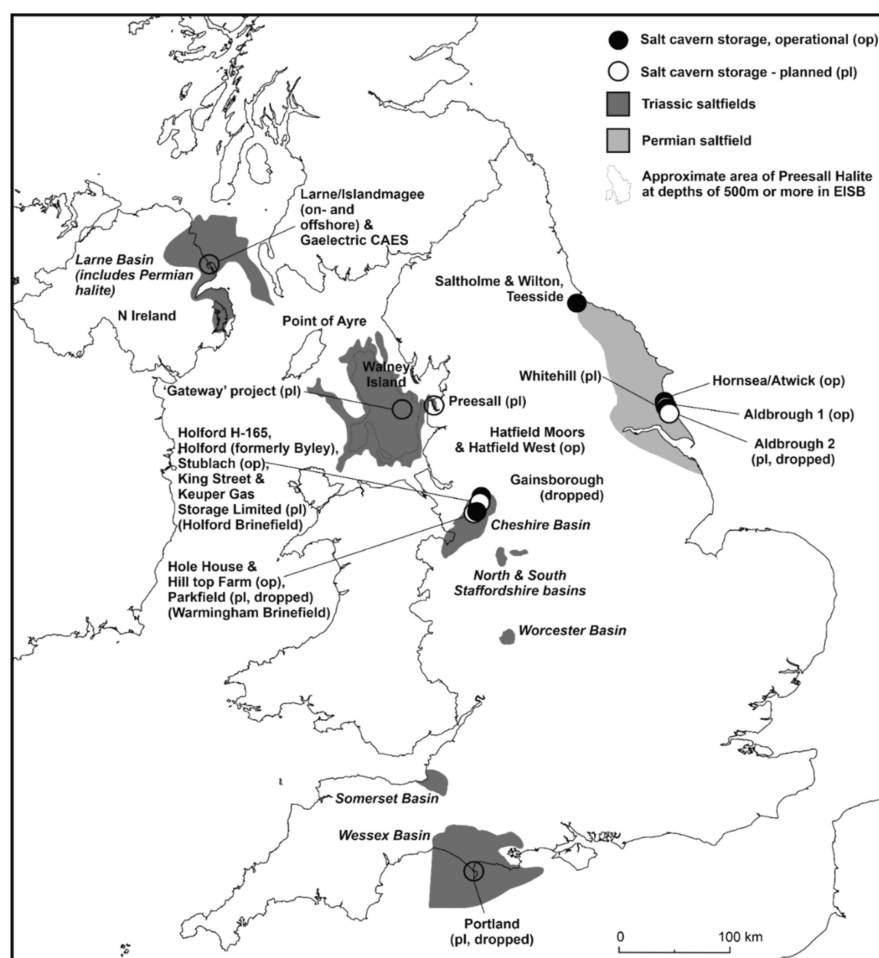 Salt cavern storage, operational (op)
Salt cavern storage - planned (pl)
Triassic saltfields
Permian saltfield
Approximate area of Preesall Halite
at depths of 500m or more in EISB
Larne/Islandmagee
(on- and
offshore) &
Gaelectric CAES
Larne Basin
(includes Permian
halite)
N Ireland
Point of Ayre
Walney
Island
'Gateway' project (pl)
Preesall (pl)
Saltholme & Wilton,
Teesside
Whitehill (pl)
Hornsea/Atwick (op)
Aldbrough 1 (op)
Aldbrough 2
(pl, dropped)
Hatfield Moors
& Hatfield West (op)
Gainsborough
(dropped)
Holford H-165,
Holford (formerly Byley),
Stublach (op),
King Street &
Keuper Gas
Storage Limited (pl)
(Holford Brinefield)
Cheshire Basin
Hole House &
Hill top Farm (op),
Parkfield (pl, dropped)
(Warmingham Brinefield)
North & South
Staffordshire basins
Worcester Basin
Somerset Basin
Wessex Basin
Portland
(pl, dropped)
0 100 km